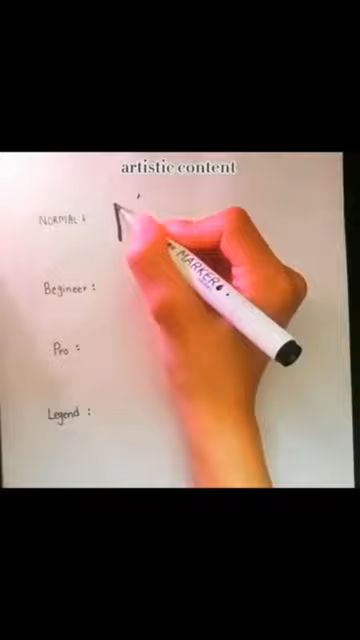 artistic content
NORMAL :
Begineer :
Pro :
Legend :
MARKER